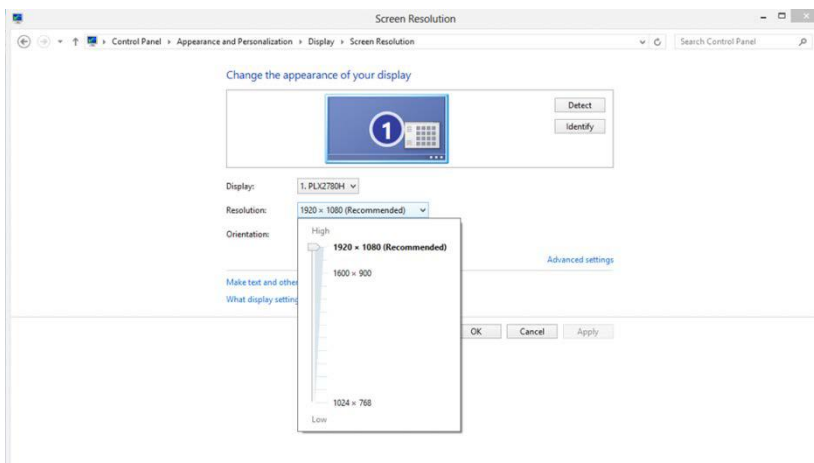 Screen Resolution
Control Panel ▸ Appearance and Personalization ▸ Display ▸ Screen Resolution
Search Control Panel
Change the appearance of your display
1
Detect
Identify
Display: 1. PLX2780H
Resolution: 1920 × 1080 (Recommended)
Orientation:
High
1920 × 1080 (Recommended)
1600 × 900
1024 × 768
Low
Advanced settings
Make text and other
What display setting
OK Cancel Apply